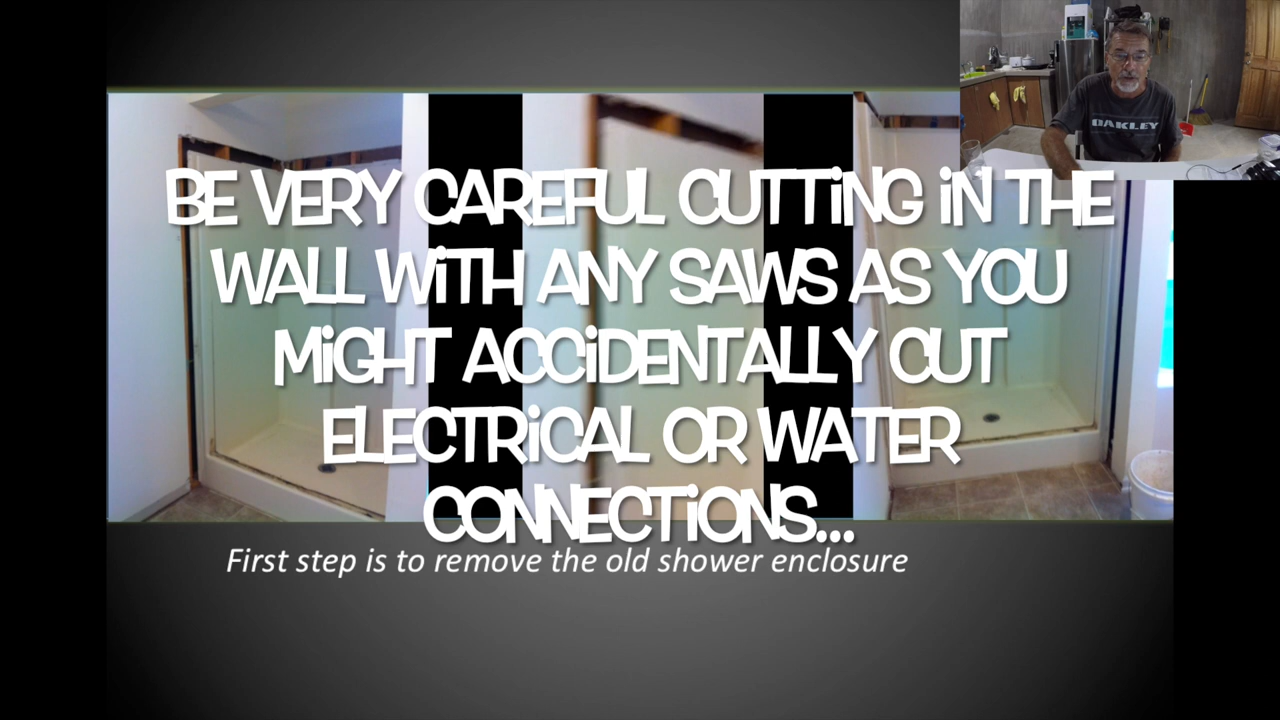 BE VERY CAREFUL CUTTiNG iN THE
WALL WiTH ANY SAWS AS YOU
MiGHT ACCiDENTALLY CUT
ELECTRiCAL OR WATER
CONNECTiONS...
First step is to remove the old shower enclosure
OAKLEY